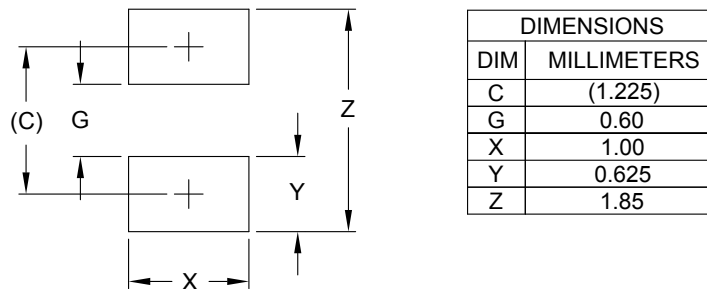 (C)
G
Z
Y
X
DIMENSIONS
DIM MILLIMETERS
C (1.225)
G 0.60
X 1.00
Y 0.625
Z 1.85